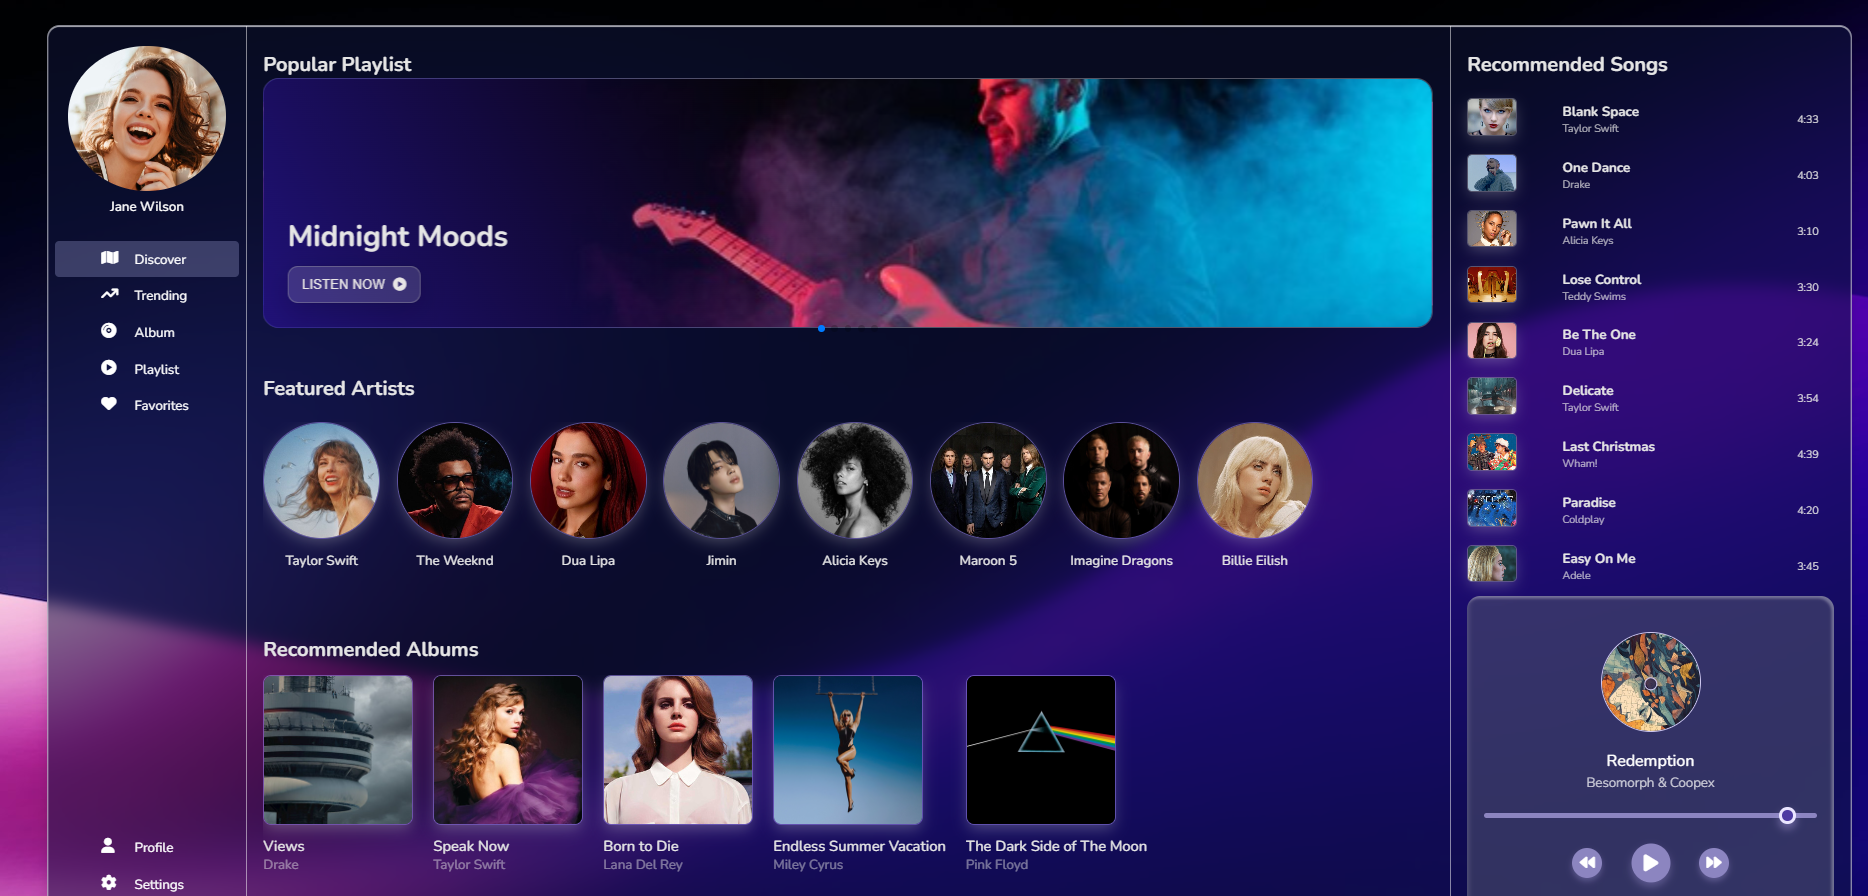 Jane Wilson
Discover
Trending
Album
Playlist
Favorites
Profile
Settings
Popular Playlist
Midnight Moods
LISTEN NOW
Featured Artists
Taylor Swift
The Weeknd
Dua Lipa
Jimin
Alicia Keys
Maroon 5
Imagine Dragons
Billie Eilish
Recommended Albums
Views
Drake
Speak Now
Taylor Swift
Born to Die
Lana Del Rey
Endless Summer Vacation
Miley Cyrus
The Dark Side of The Moon
Pink Floyd
Recommended Songs
Blank Space
Taylor Swift
4:33
One Dance
Drake
4:03
Pawn It All
Alicia Keys
3:10
Lose Control
Teddy Swims
3:30
Be The One
Dua Lipa
3:24
Delicate
Taylor Swift
3:54
Last Christmas
Wham!
4:39
Paradise
Coldplay
4:20
Easy On Me
Adele
3:45
Redemption
Besomorph & Coopex